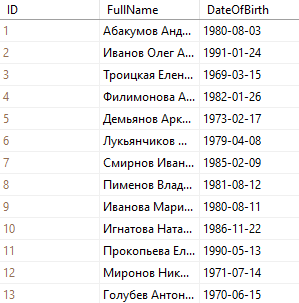 ID FullName DateOfBirth
1 Абакумов Анд... 1980-08-03
2 Иванов Олег А... 1991-01-24
3 Троицкая Елен... 1969-03-15
4 Филимонова А... 1982-01-26
5 Демьянов Арк... 1973-02-17
6 Лукьянчиков ... 1979-04-08
7 Смирнов Иван... 1985-02-09
8 Пименов Влад... 1981-08-12
9 Иванова Мари... 1980-08-11
10 Игнатова Ната... 1986-11-22
11 Прокопьева Ел... 1990-05-13
12 Миронов Ник... 1971-07-14
13 Голубев Антон... 1970-06-15